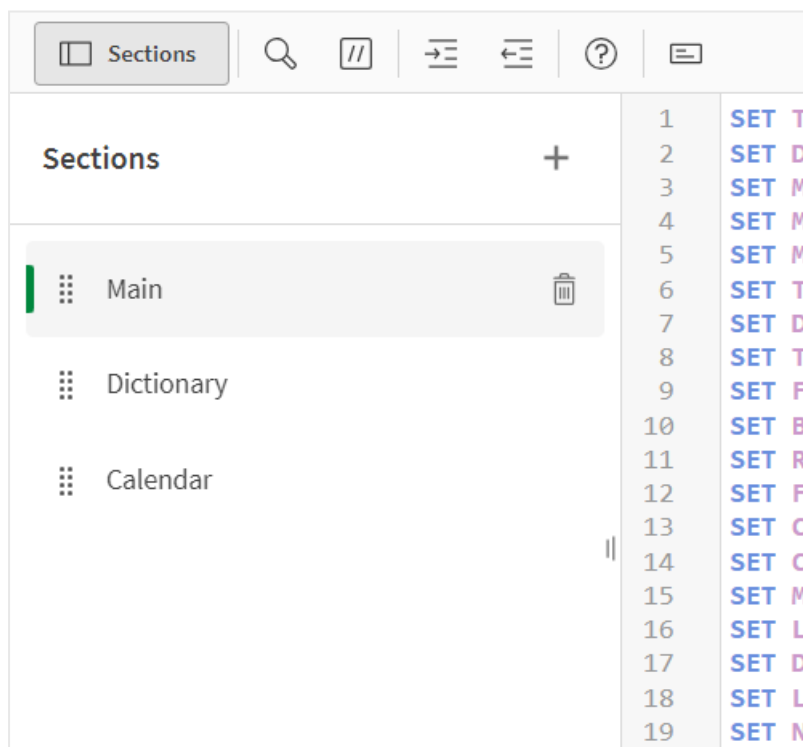 Sections
Sections
Main
Dictionary
Calendar
1 SET T
2 SET D
3 SET M
4 SET M
5 SET M
6 SET T
7 SET D
8 SET T
9 SET F
10 SET B
11 SET R
12 SET F
13 SET C
14 SET C
15 SET M
16 SET L
17 SET D
18 SET L
19 SET N